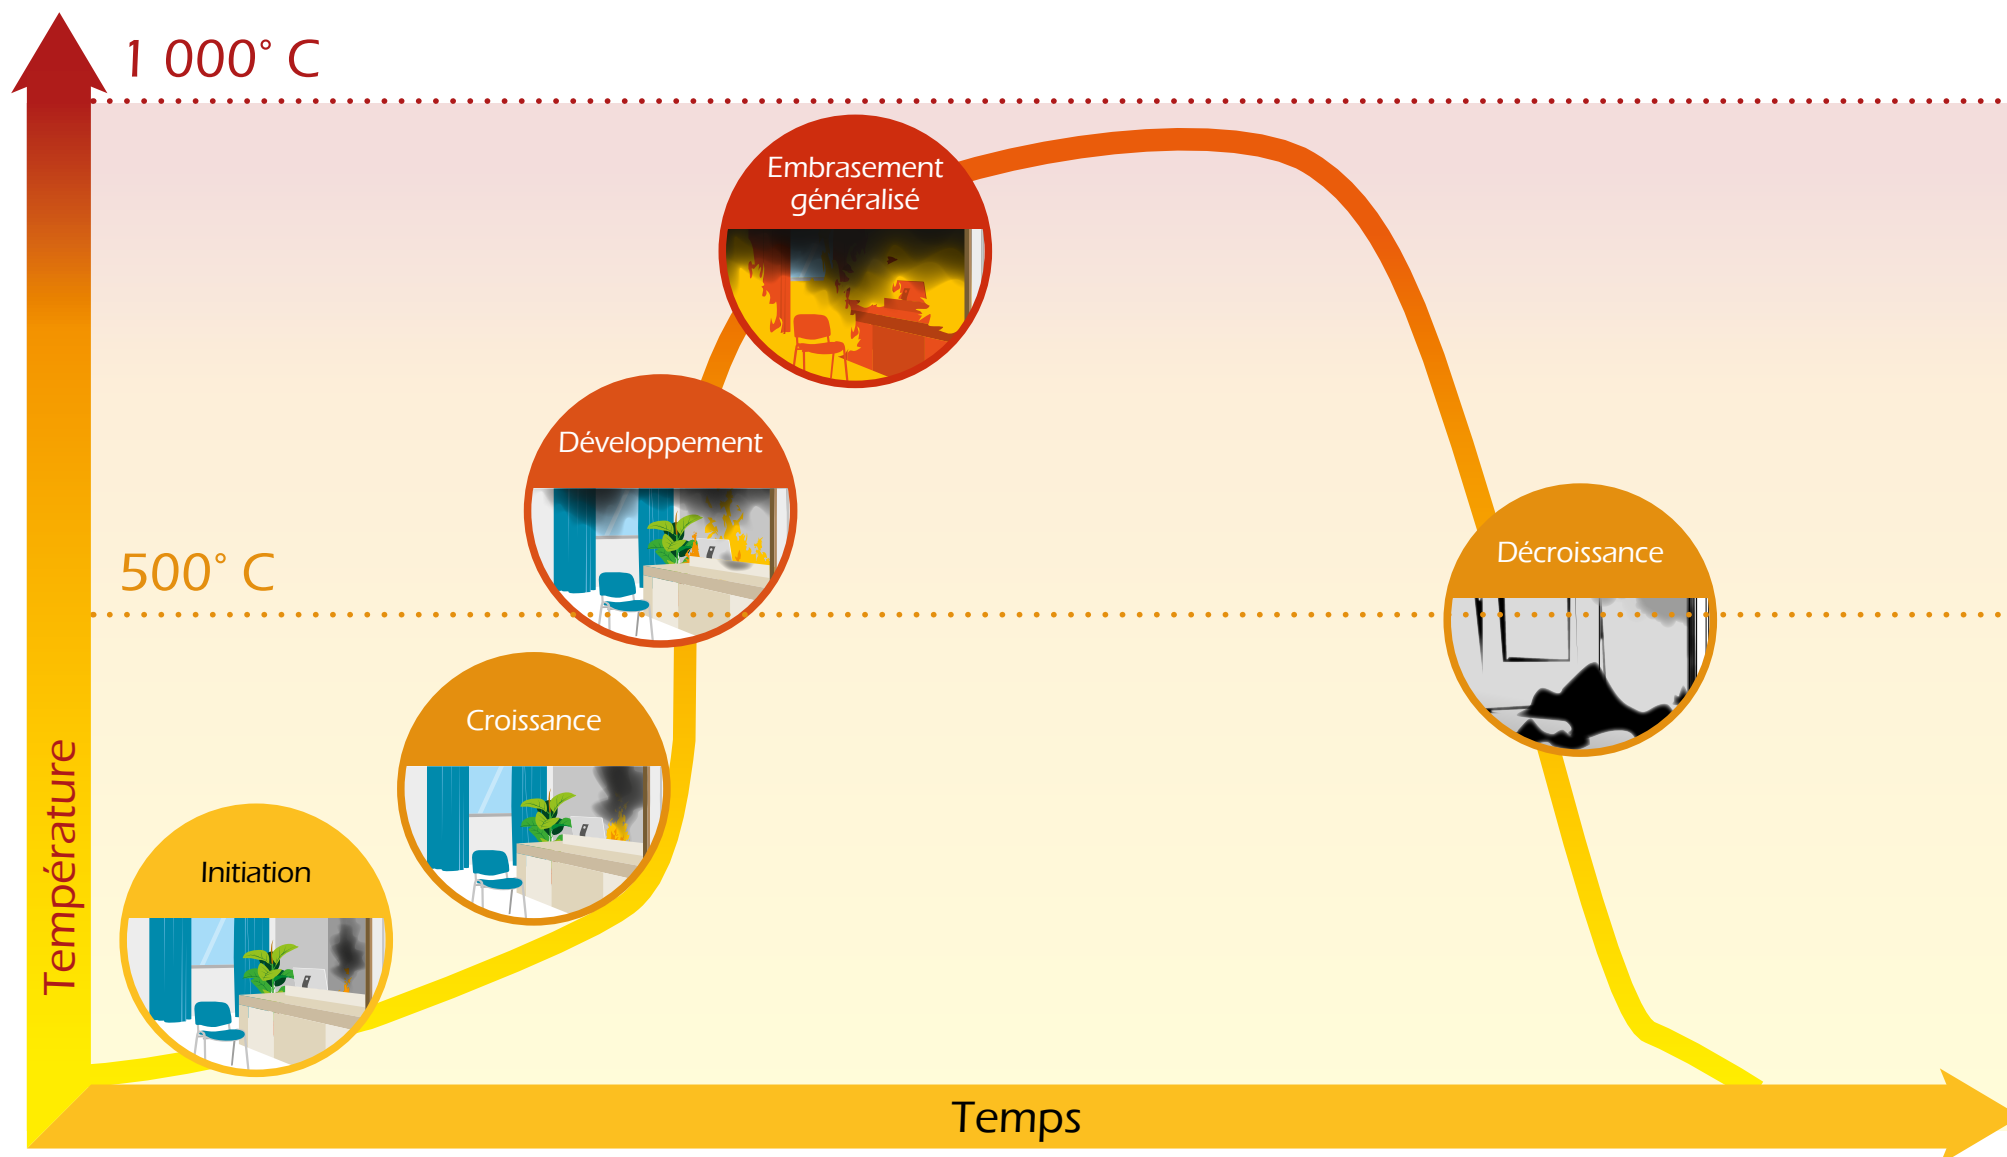 1 000° C
Embrasement
généralisé
Développement
500° C
Décroissance
Croissance
Initiation
Température
Temps